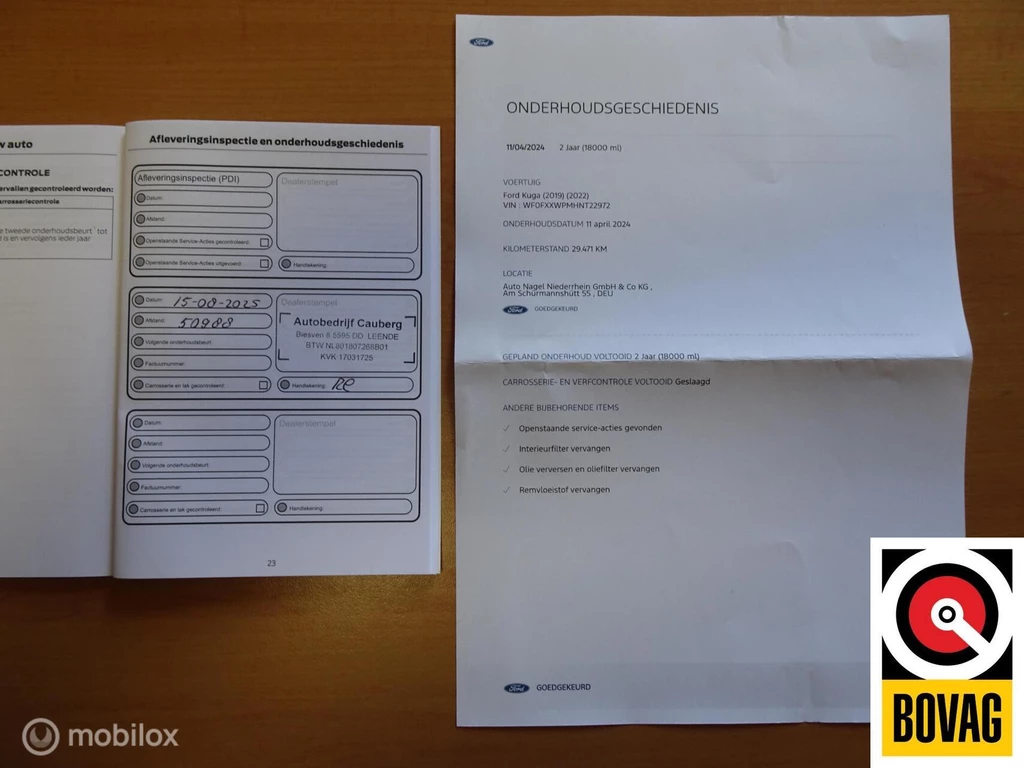 w auto
CONTROLE
ervallen gecontroleerd worden:
arrosseriecontrole
e tweede onderhoudsbeurt 1 tot
d is en vervolgens ieder jaar
Afleveringsinspectie en onderhoudsgeschiedenis
Afleveringsinspectie (PDI)
Datum:
Afstand:
Openstaande Service-Acties gecontroleerd:
Openstaande Service-Acties uitgevoerd:
Dealerstempel
Handtekening:
Datum: 15-08-2025
Afstand: 50988
Volgende onderhoudsbeurt:
Factuurnummer:
Carrosserie en lak gecontroleerd:
Dealerstempel
Autobedrijf Cauberg
Biesven 6 5595 DD LEENDE
BTW NL801807268B01
KVK 17031725
Handtekening:
Datum:
Afstand:
Volgende onderhoudsbeurt:
Factuurnummer:
Carrosserie en lak gecontroleerd:
Dealerstempel
Handtekening:
23
Ford
ONDERHOUDSGESCHIEDENIS
11/04/2024 2 Jaar (18000 ml)
VOERTUIG
Ford Kuga (2019) (2022)
VIN : WF0FXXWPMHNT22972
ONDERHOUDSDATUM 11 april 2024
KILOMETERSTAND 29.471 KM
LOCATIE
Auto Nagel Niederrhein GmbH & Co KG ,
Am Schürmannshütt 55 , DEU
Ford GOEDGEKEURD
GEPLAND ONDERHOUD VOLTOOID 2 Jaar (18000 ml)
CARROSSERIE- EN VERFCONTROLE VOLTOOID Geslaagd
ANDERE BIJBEHORENDE ITEMS
Openstaande service-acties gevonden
Interieurfilter vervangen
Olie verversen en oliefilter vervangen
Remvloeistof vervangen
Ford GOEDGEKEURD
BOVAG
mobilox